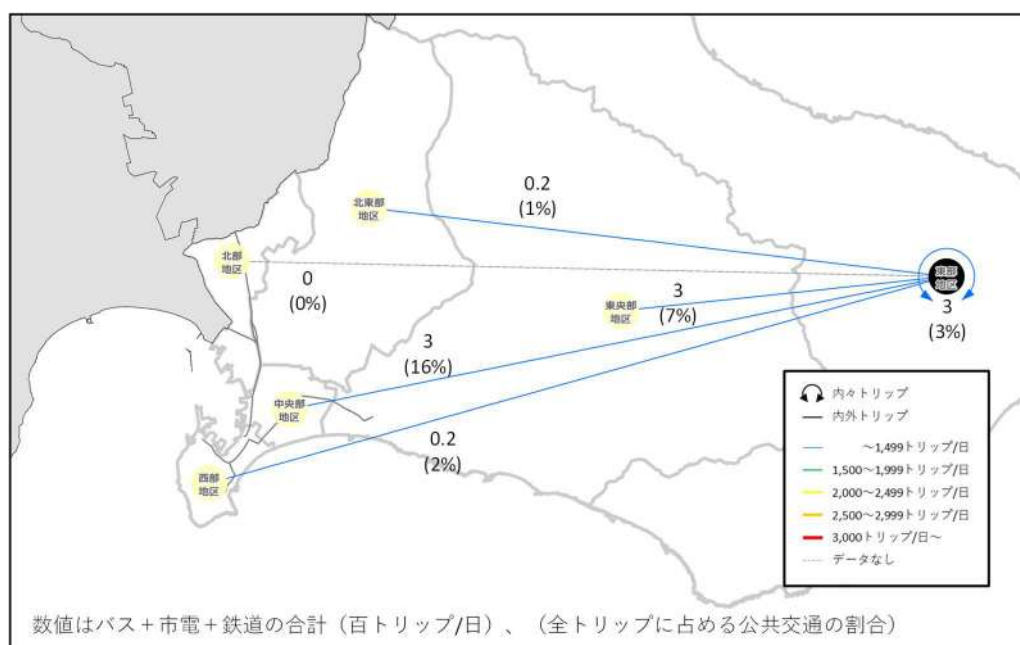 0.2
(1%)
北東部
地区
北部
地区
0
(0%)
東央部
地区
3
(7%)
東部
地区
3
(3%)
3
(16%)
中央部
地区
0.2
(2%)
西部
地区
内々トリップ
内外トリップ
～1,499トリップ/日
1,500～1,999トリップ/日
2,000～2,499トリップ/日
2,500～2,999トリップ/日
3,000トリップ/日～
データなし
数値はバス＋市電＋鉄道の合計（百トリップ/日）、（全トリップに占める公共交通の割合）